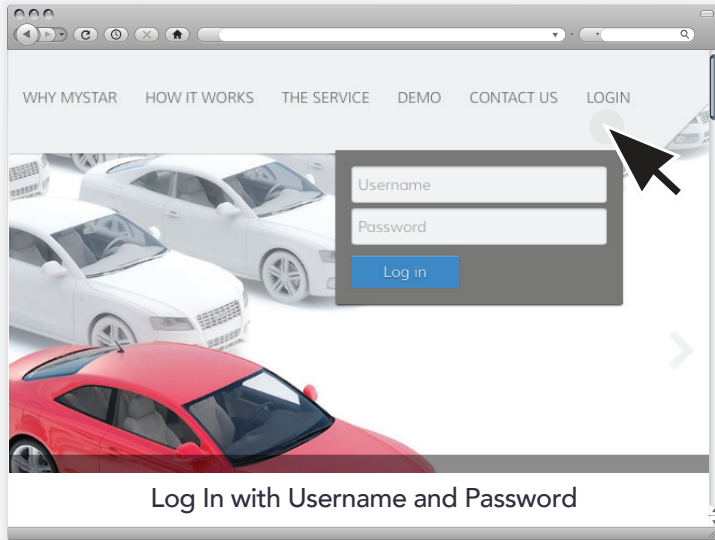 WHY MYSTAR HOW IT WORKS THE SERVICE DEMO CONTACT US LOGIN
Username
Password
Log in
Log In with Username and Password